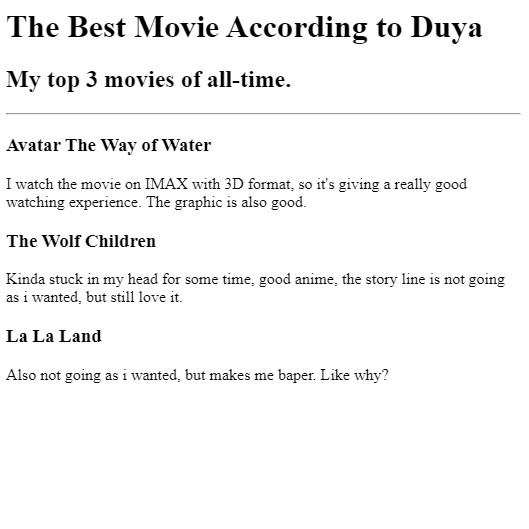 The Best Movie According to Duya
My top 3 movies of all-time.
Avatar The Way of Water
I watch the movie on IMAX with 3D format, so it's giving a really good
watching experience. The graphic is also good.
The Wolf Children
Kinda stuck in my head for some time, good anime, the story line is not going
as i wanted, but still love it.
La La Land
Also not going as i wanted, but makes me baper. Like why?